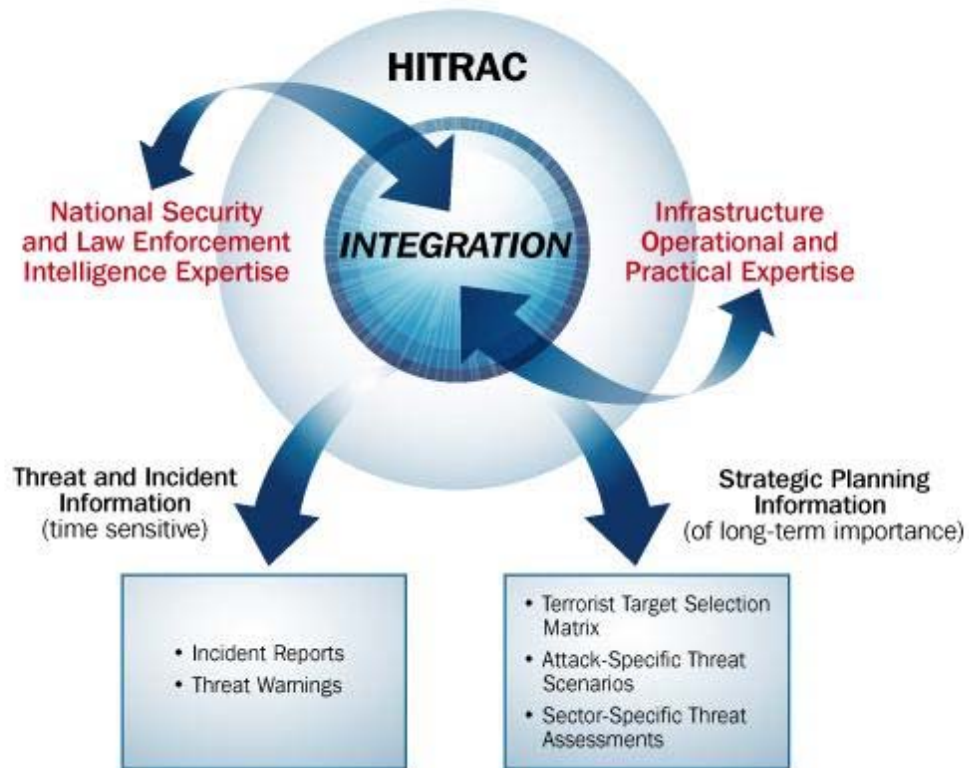 HITRAC
National Security
and Law Enforcement
Intelligence Expertise
INTEGRATION
Infrastructure
Operational and
Practical Expertise
Threat and Incident
Information
(time sensitive)
Strategic Planning
Information
(of long-term importance)
• Incident Reports
• Threat Warnings
• Terrorist Target Selection
Matrix
• Attack-Specific Threat
Scenarios
• Sector-Specific Threat
Assessments